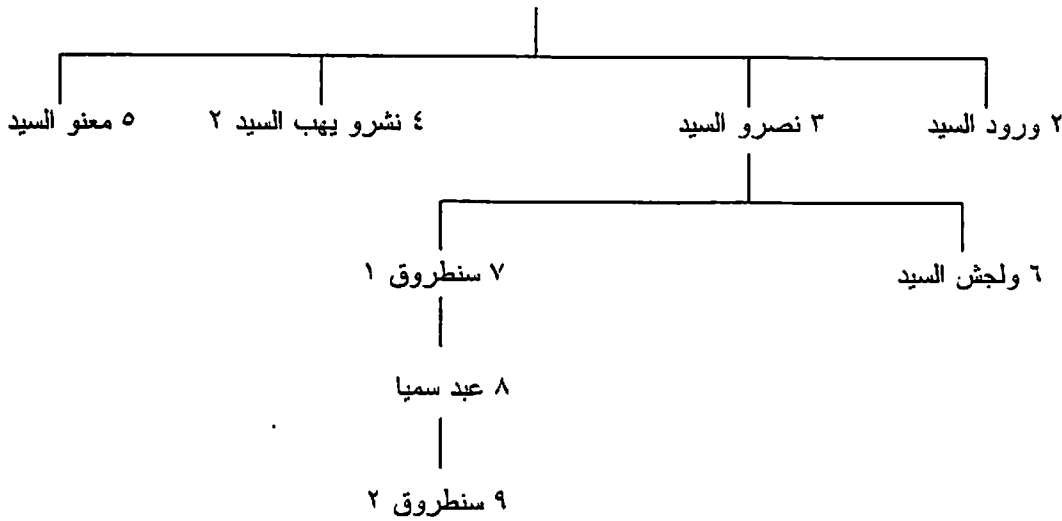 ٢ ورود السيد ٣ نصرو السيد ٤ نشرو يهب السيد ٢ ٥ معنو السيد
٦ ولجش السيد ٧ سنطروق ١
٨ عبد سميا
٩ سنطروق ٢